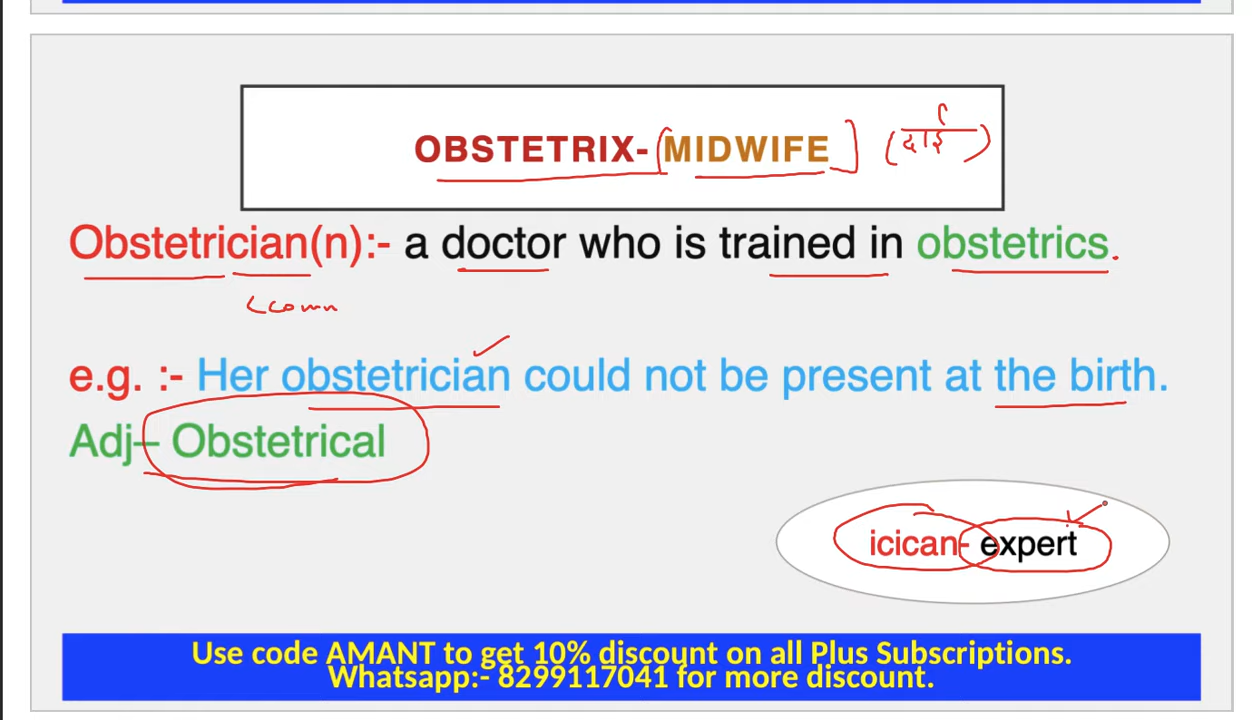 OBSTETRIX- [MIDWIFE] (दाई)
Obstetrician(n):- a doctor who is trained in obstetrics.
e.g. :- Her obstetrician could not be present at the birth.
Adj– Obstetrical
icican- expert
Use code AMANT to get 10% discount on all Plus Subscriptions.
Whatsapp:- 8299117041 for more discount.